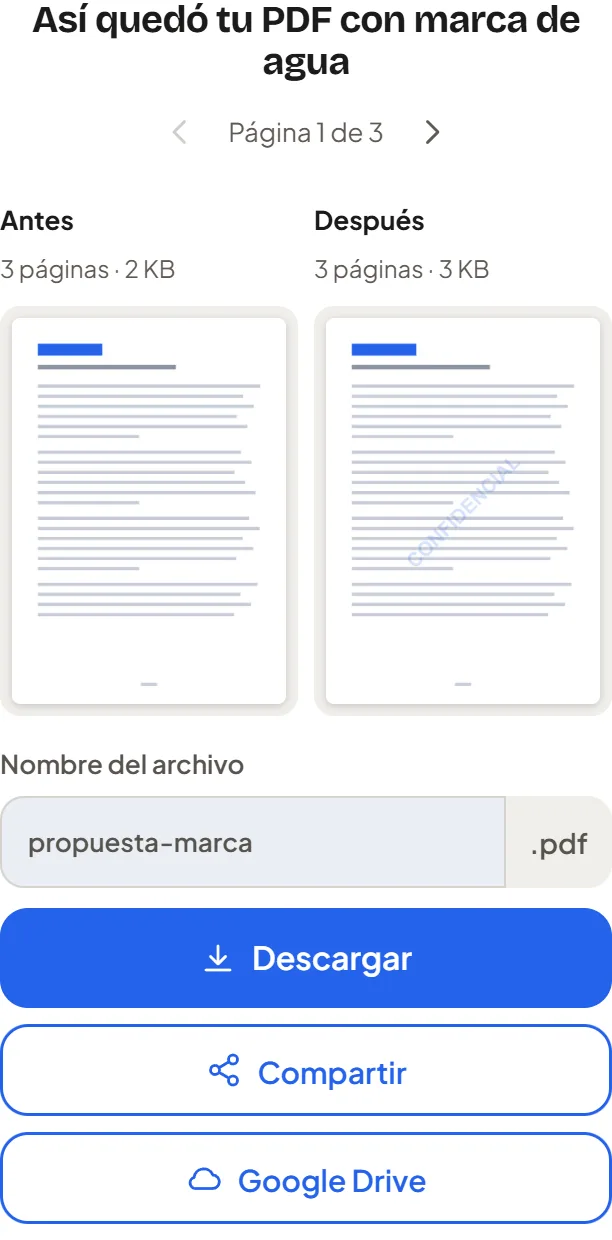 Así quedó tu PDF con marca de
agua
Página 1 de 3
Antes
3 páginas · 2 KB
Después
3 páginas · 3 KB
CONFIDENCIAL
Nombre del archivo
propuesta-marca
.pdf
Descargar
Compartir
Google Drive